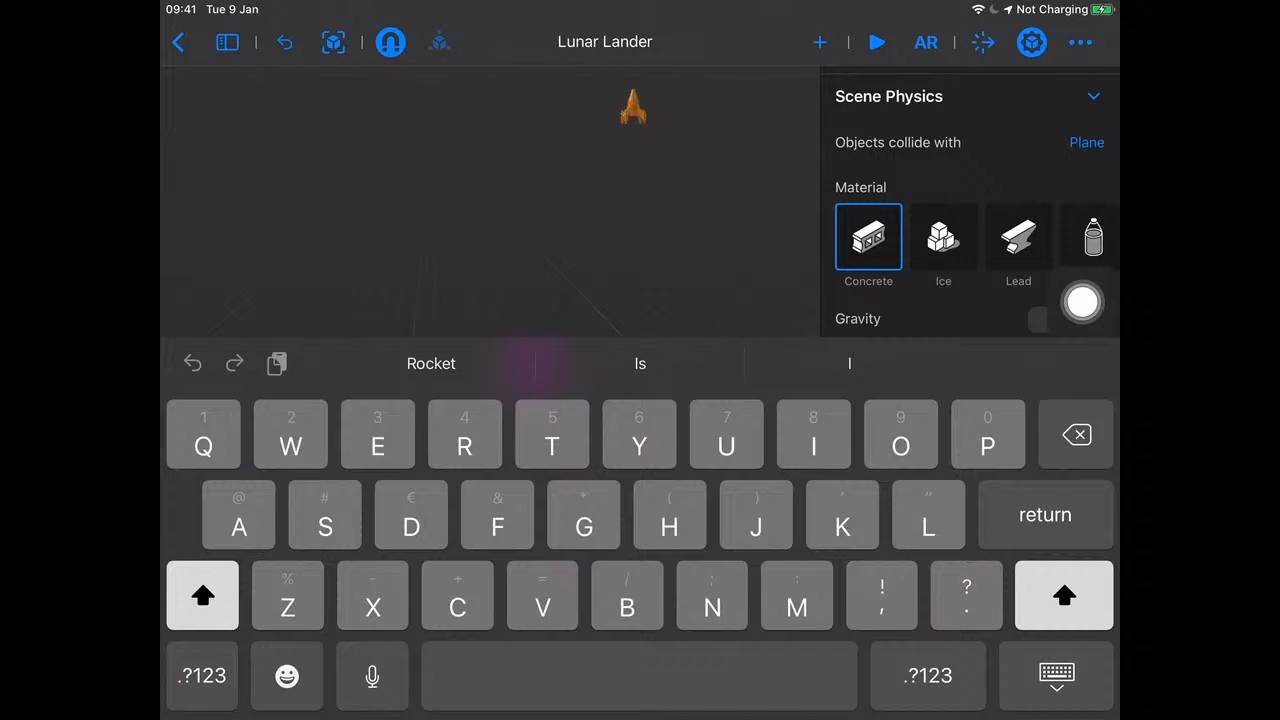 09:41 Tue 9 Jan
Not Charging
Lunar Lander
AR
Scene Physics
Objects collide with Plane
Material
Concrete Ice Lead
Gravity
Rocket Is I
1 2 3 4 5 6 7 8 9 0
Q W E R T Y U I O P
@ # € & * ( ) ' "
A S D F G H J K L return
% - + = / ; : ! ?
Z X C V B N M , .
.?123 .?123